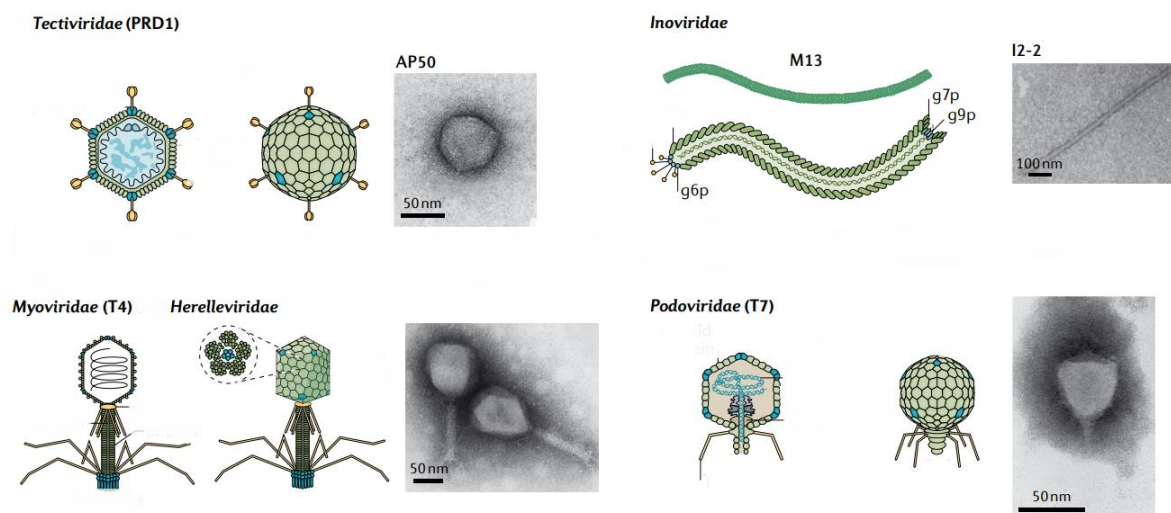 Tectiviridae (PRD1)
AP50
50 nm
Inoviridae
M13
I2-2
g7p
g9p
g6p
100 nm
Myoviridae (T4)
Herelleviridae
50 nm
Podoviridae (T7)
50 nm